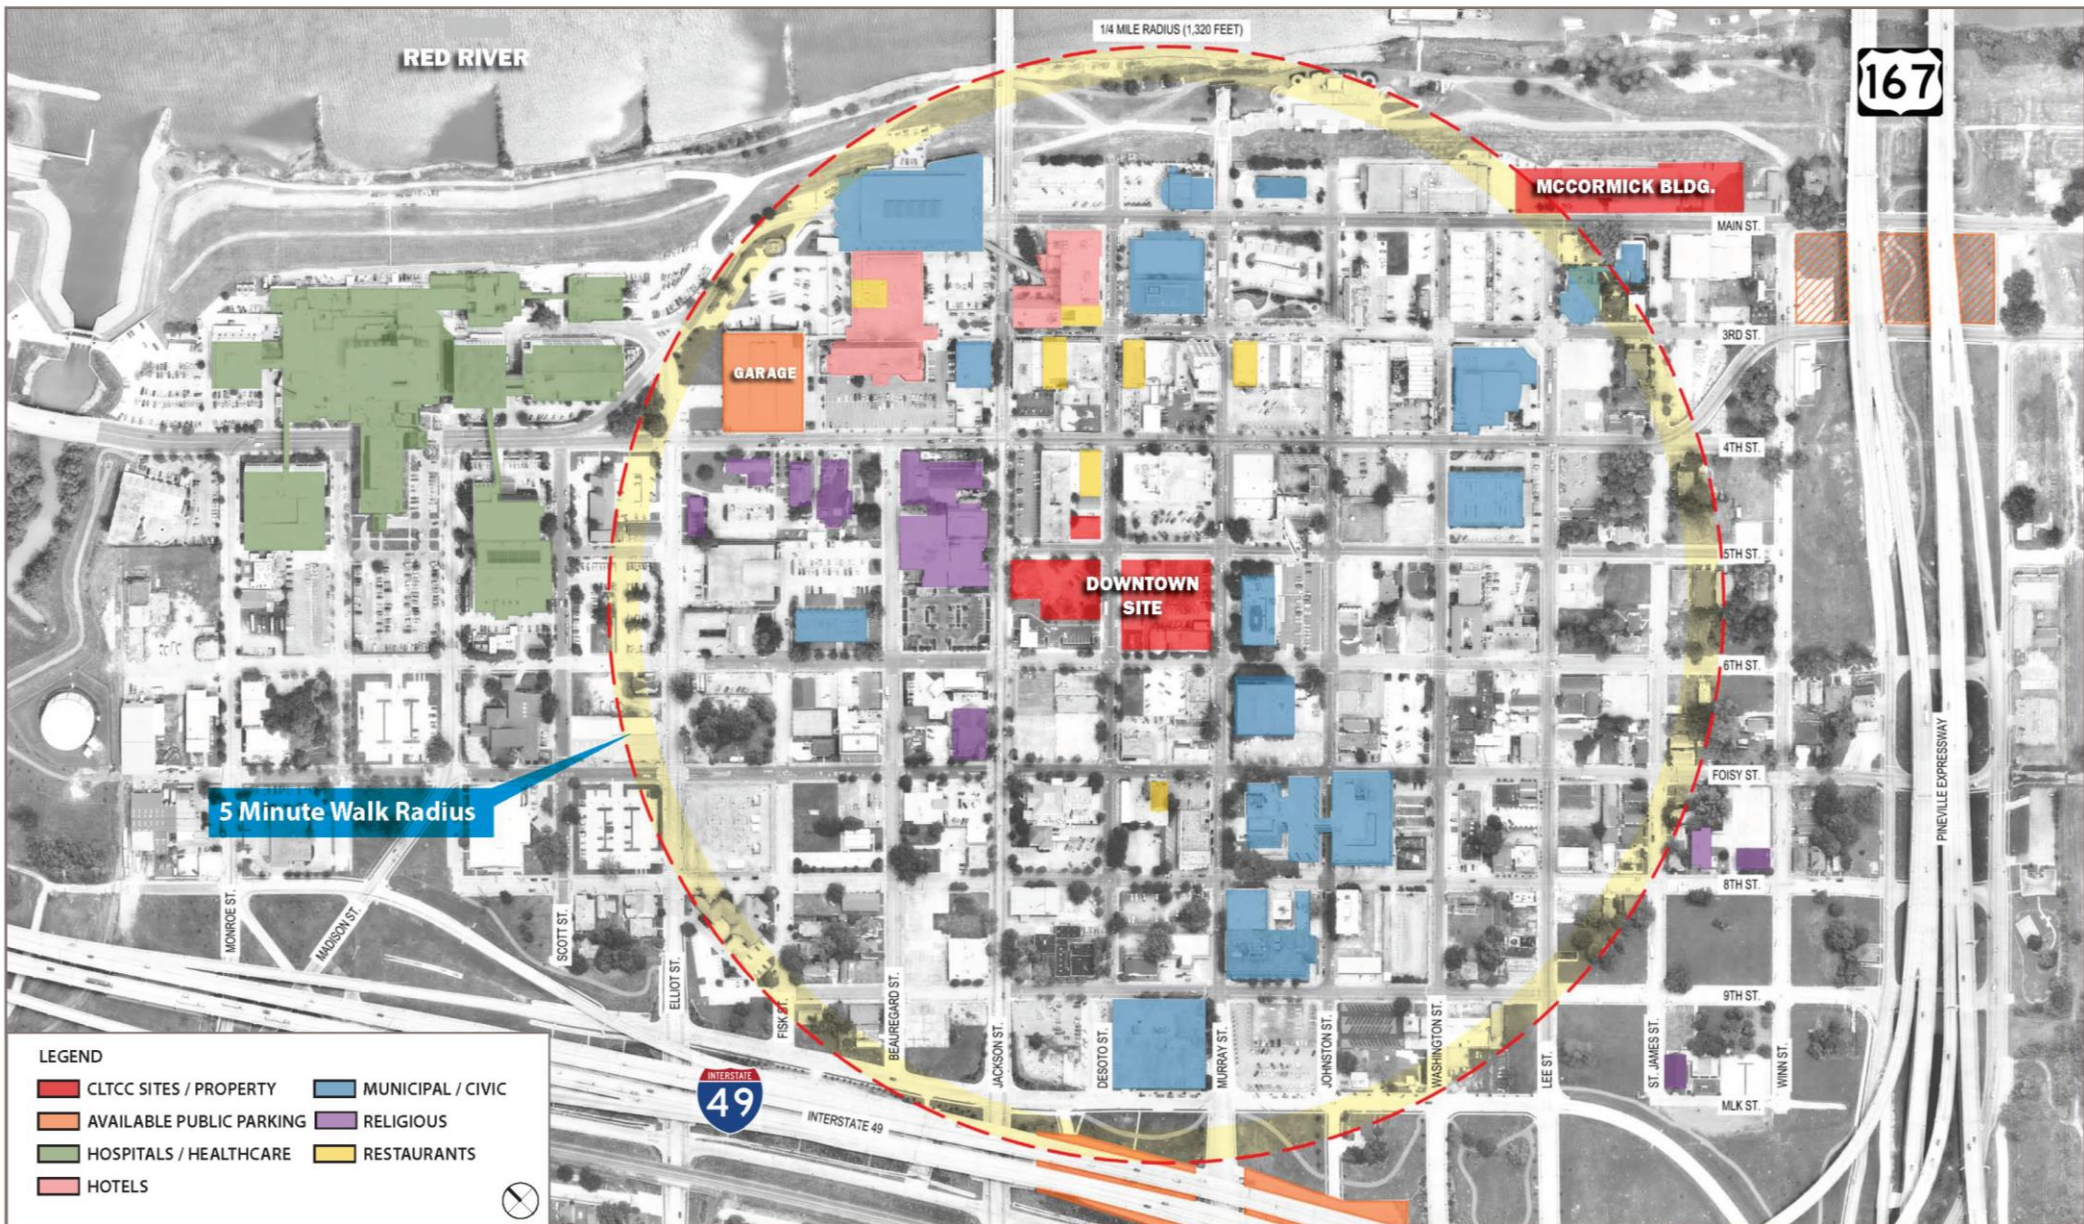 1/4 MILE RADIUS (1,320 FEET)
RED RIVER
167
MCCORMICK BLDG.
MAIN ST.
3RD ST.
GARAGE
4TH ST.
5TH ST.
DOWNTOWN
SITE
6TH ST.
PINEVILLE EXPRESSWAY
FOISY ST.
5 Minute Walk Radius
8TH ST.
MONROE ST.
MADISON ST.
SCOTT ST.
ELLIOT ST.
FISK ST.
BEAUREGARD ST.
JACKSON ST.
DESOTO ST.
MURRAY ST.
JOHNSTON ST.
WASHINGTON ST.
LEE ST.
ST. JAMES ST.
WINN ST.
9TH ST.
MLK ST.
INTERSTATE
49
INTERSTATE 49
LEGEND
CLTCC SITES / PROPERTY
AVAILABLE PUBLIC PARKING
HOSPITALS / HEALTHCARE
HOTELS
MUNICIPAL / CIVIC
RELIGIOUS
RESTAURANTS